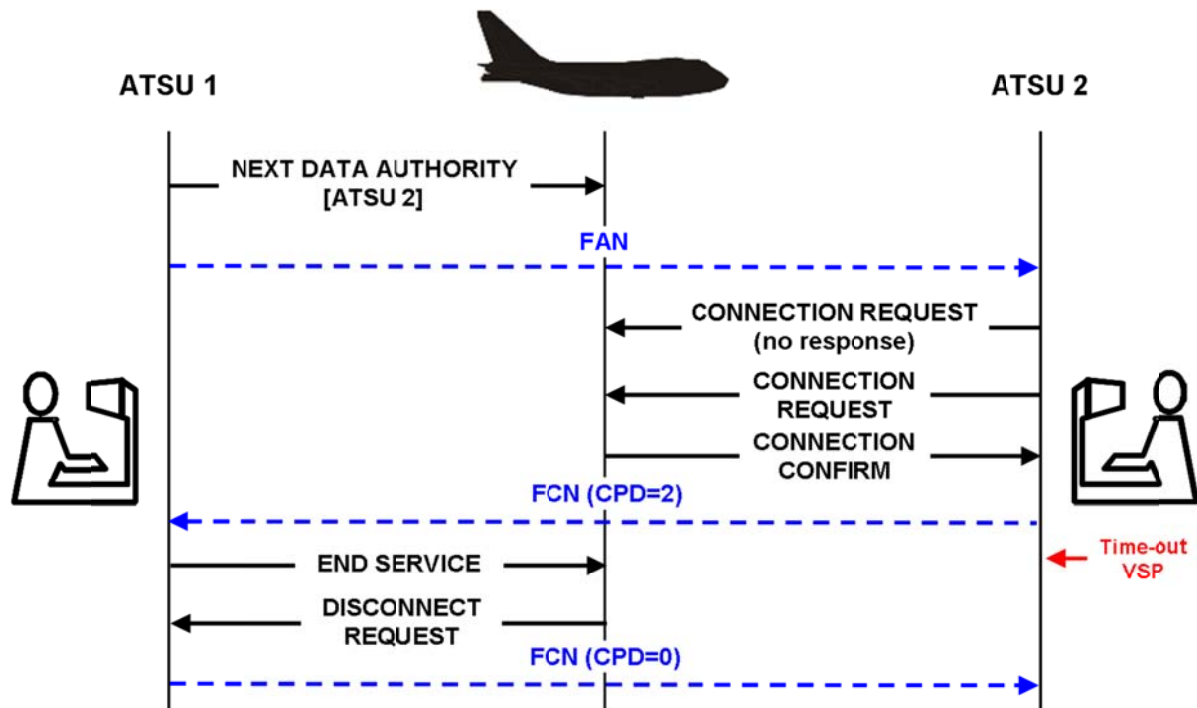 ATSU 1
ATSU 2
NEXT DATA AUTHORITY
[ATSU 2]
FAN
CONNECTION REQUEST
(no response)
CONNECTION
REQUEST
CONNECTION
CONFIRM
FCN (CPD=2)
END SERVICE
Time-out
VSP
DISCONNECT
REQUEST
FCN (CPD=0)